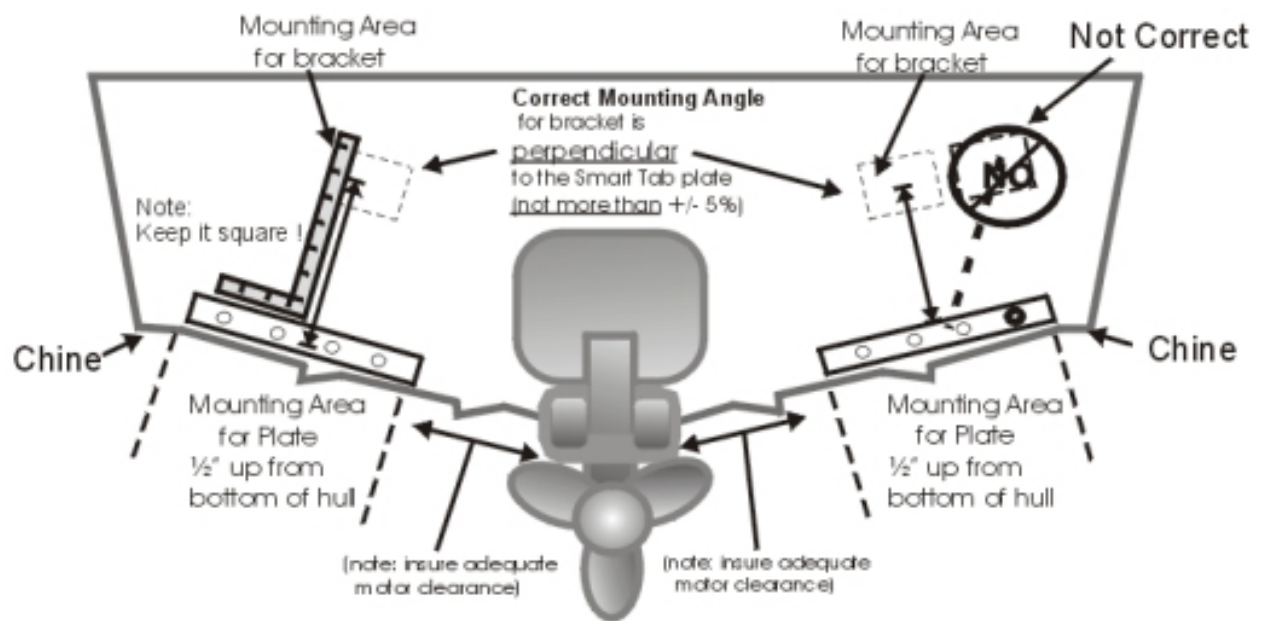 Mounting Area
for bracket
Mounting Area
for bracket
Not Correct
Correct Mounting Angle
for bracket is
perpendicular
to the Smart Tab plate
(not more than +/- 5%)
No
Note:
Keep it square !
Chine
Chine
Mounting Area
for Plate
½" up from
bottom of hull
Mounting Area
for Plate
½" up from
bottom of hull
(note: insure adequate
motor clearance)
(note: insure adequate
motor clearance)